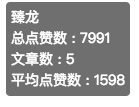 臻龙
总点赞数 : 7991
文章数 : 5
平均点赞数 : 1598